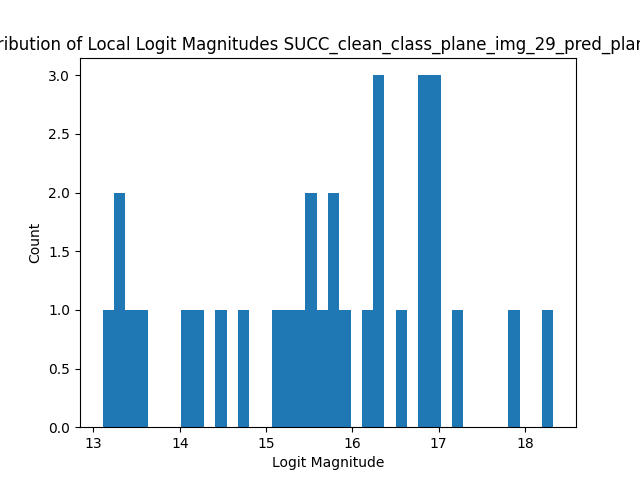 ribution of Local Logit Magnitudes SUCC_clean_class_plane_img_29_pred_plan
3.0
2.5
2.0
1.5
1.0
0.5
0.0
Count
13 14 15 16 17 18
Logit Magnitude